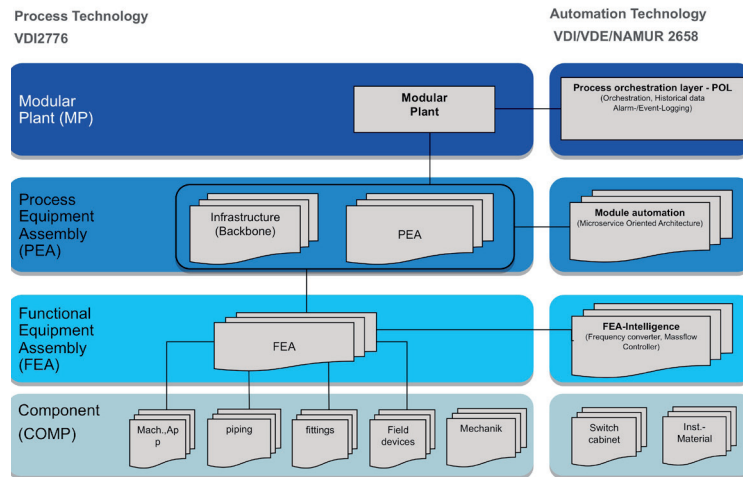 Process Technology
VDI2776
Automation Technology
VDI/VDE/NAMUR 2658
Modular
Plant (MP)
Modular
Plant
Process orchestration layer - POL
(Orchestration, Historical data
Alarm-/Event-Logging)
Process
Equipment
Assembly
(PEA)
Infrastructure
(Backbone)
PEA
Module automation
(Microservice Oriented Architecture)
Functional
Equipment
Assembly
(FEA)
FEA
FEA-Intelligence
(Frequency converter, Massflow
Controller)
Component
(COMP)
Mach.,Ap
p
piping
fittings
Field
devices
Mechanik
Switch
cabinet
Inst.-
Material